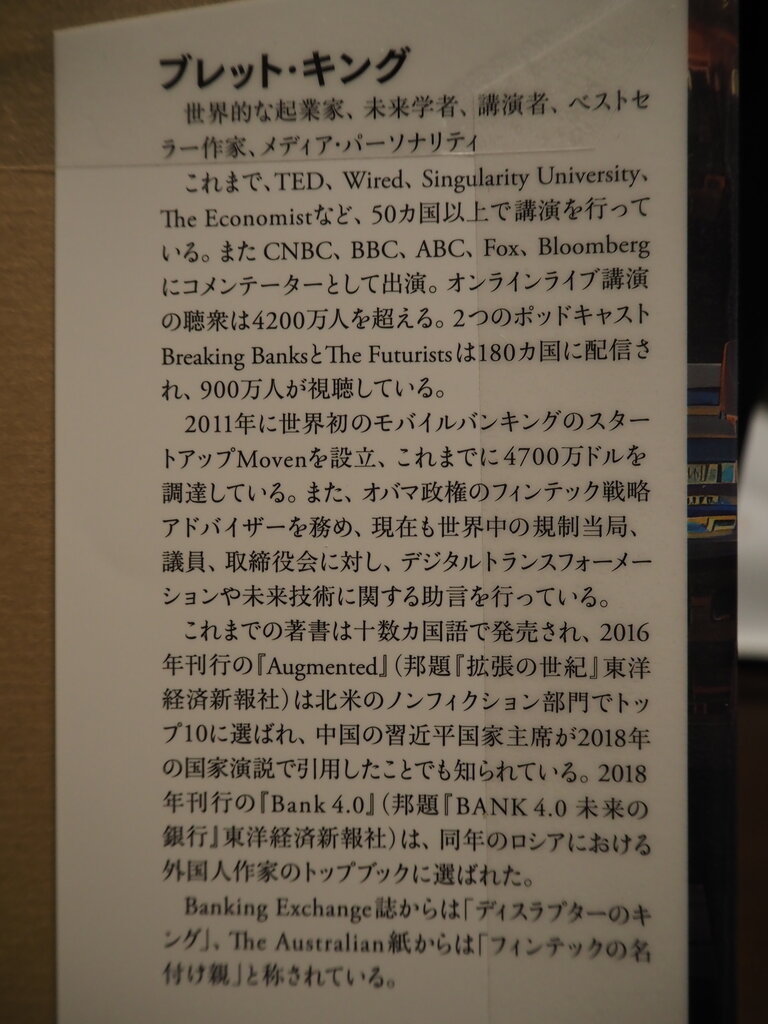 ブレット・キング
世界的な起業家、未来学者、講演者、ベストセ
ラー作家、メディア・パーソナリティ
これまで、TED、Wired、Singularity University、
The Economistなど、50カ国以上で講演を行って
いる。また CNBC、BBC、ABC、Fox、Bloomberg
にコメンテーターとして出演。オンラインライブ講演
の聴衆は4200万人を超える。2つのポッドキャスト
Breaking BanksとThe Futuristsは180カ国に配信さ
れ、900万人が視聴している。
2011年に世界初のモバイルバンキングのスター
トアップMovenを設立、これまでに4700万ドルを
調達している。また、オバマ政権のフィンテック戦略
アドバイザーを務め、現在も世界中の規制当局、
議員、取締役会に対し、デジタルトランスフォーメー
ションや未来技術に関する助言を行っている。
これまでの著書は十数カ国語で発売され、2016
年刊行の『Augmented』（邦題『拡張の世紀』東洋
経済新報社）は北米のノンフィクション部門でトッ
プ10に選ばれ、中国の習近平国家主席が2018年
の国家演説で引用したことでも知られている。2018
年刊行の『Bank 4.0』（邦題『BANK 4.0 未来の
銀行』東洋経済新報社）は、同年のロシアにおける
外国人作家のトップブックに選ばれた。
Banking Exchange誌からは「ディスラプターのキ
ング」、The Australian紙からは「フィンテックの名
付け親」と称されている。